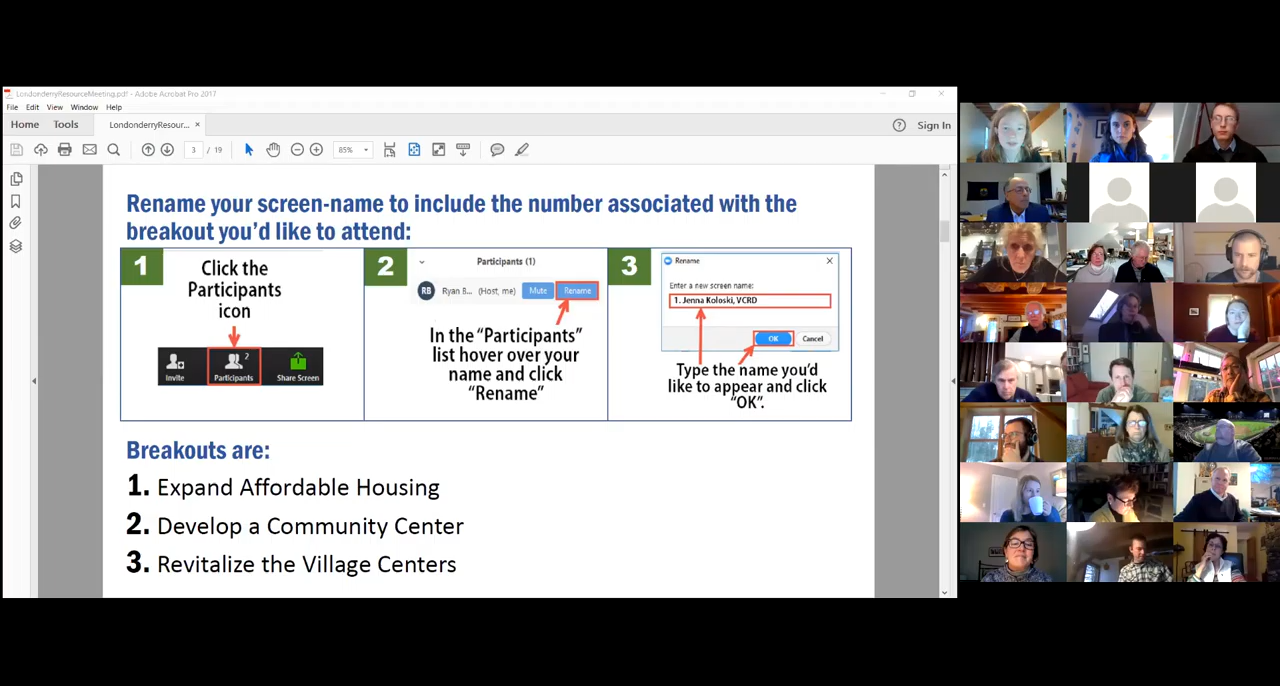 LondonderryResourceMeeting.pdf - Adobe Acrobat Pro 2017
File Edit View Window Help
Home Tools LondonderryResour... × Sign In
3 / 19 85%
Rename your screen-name to include the number associated with the
breakout you'd like to attend:
1
Click the
Participants
icon
2
Invite Participants Share Screen
2
Participants (1)
RB Ryan B... (Host, me) Mute Rename
In the “Participants”
list hover over your
name and click
“Rename”
3
Rename
Enter a new screen name:
1. Jenna Koloski, VCRD
OK Cancel
Type the name you'd
like to appear and click
“OK”.
Breakouts are:
1. Expand Affordable Housing
2. Develop a Community Center
3. Revitalize the Village Centers